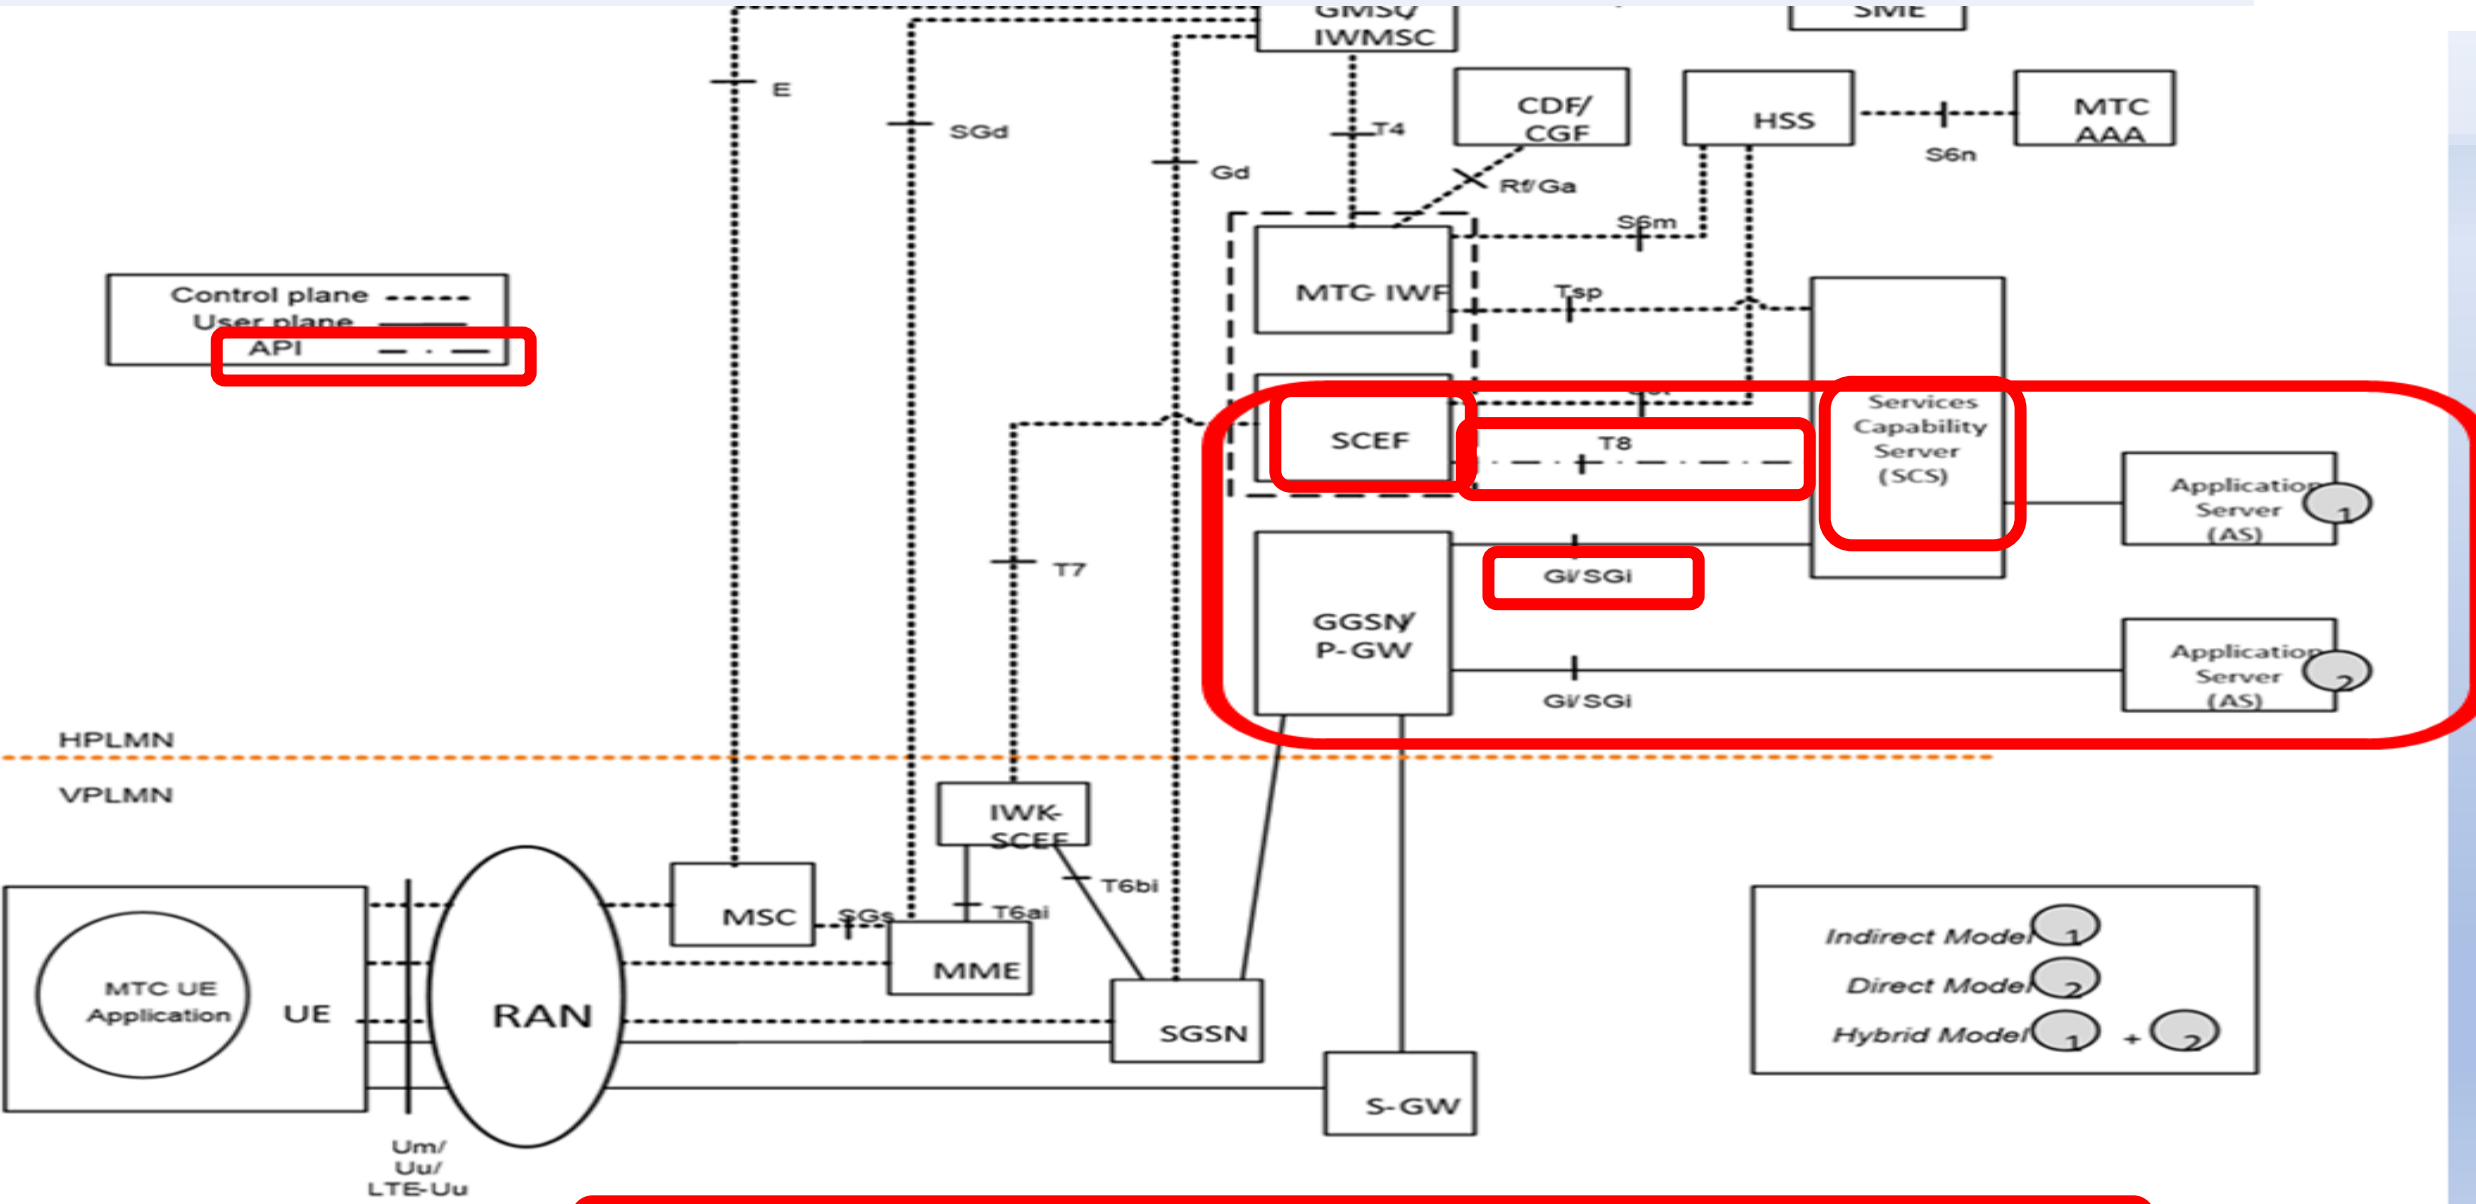 GMSC/
IWMSC
SME
E
SGd
Gd
T4
CDF/
CGF
Rf/Ga
HSS
S6n
MTC
AAA
S6m
Control plane
User plane
API
MTC- IWF
Tsp
SCEF
T8
Services
Capability
Server
(SCS)
Application
Server
(AS)
1
T7
Gi/SGi
GGSN/
P-GW
Gi/SGi
Application
Server
(AS)
2
HPLMN
VPLMN
IWK-
SCEF
T6bi
T6ai
MSC
SGs
MME
MTC UE
Application
UE
RAN
SGSN
S-GW
Indirect Model 1
Direct Model 2
Hybrid Model 1 + 2
Um/
Uu/
LTE-Uu